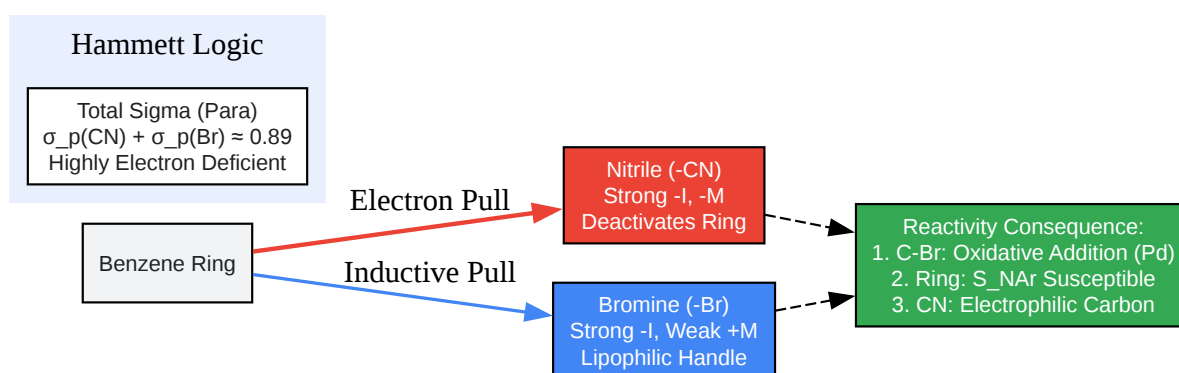 Hammett Logic
Total Sigma (Para)
σ_p(CN) + σ_p(Br) ≈ 0.89
Highly Electron Deficient
Benzene Ring
Electron Pull
Inductive Pull
Nitrile (-CN)
Strong -I, -M
Deactivates Ring
Bromine (-Br)
Strong -I, Weak +M
Lipophilic Handle
Reactivity Consequence:
1. C-Br: Oxidative Addition (Pd)
2. Ring: S_NAr Susceptible
3. CN: Electrophilic Carbon